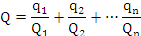 Q = q₁/Q₁ + q₂/Q₂ + ⋯ qₙ/Qₙ